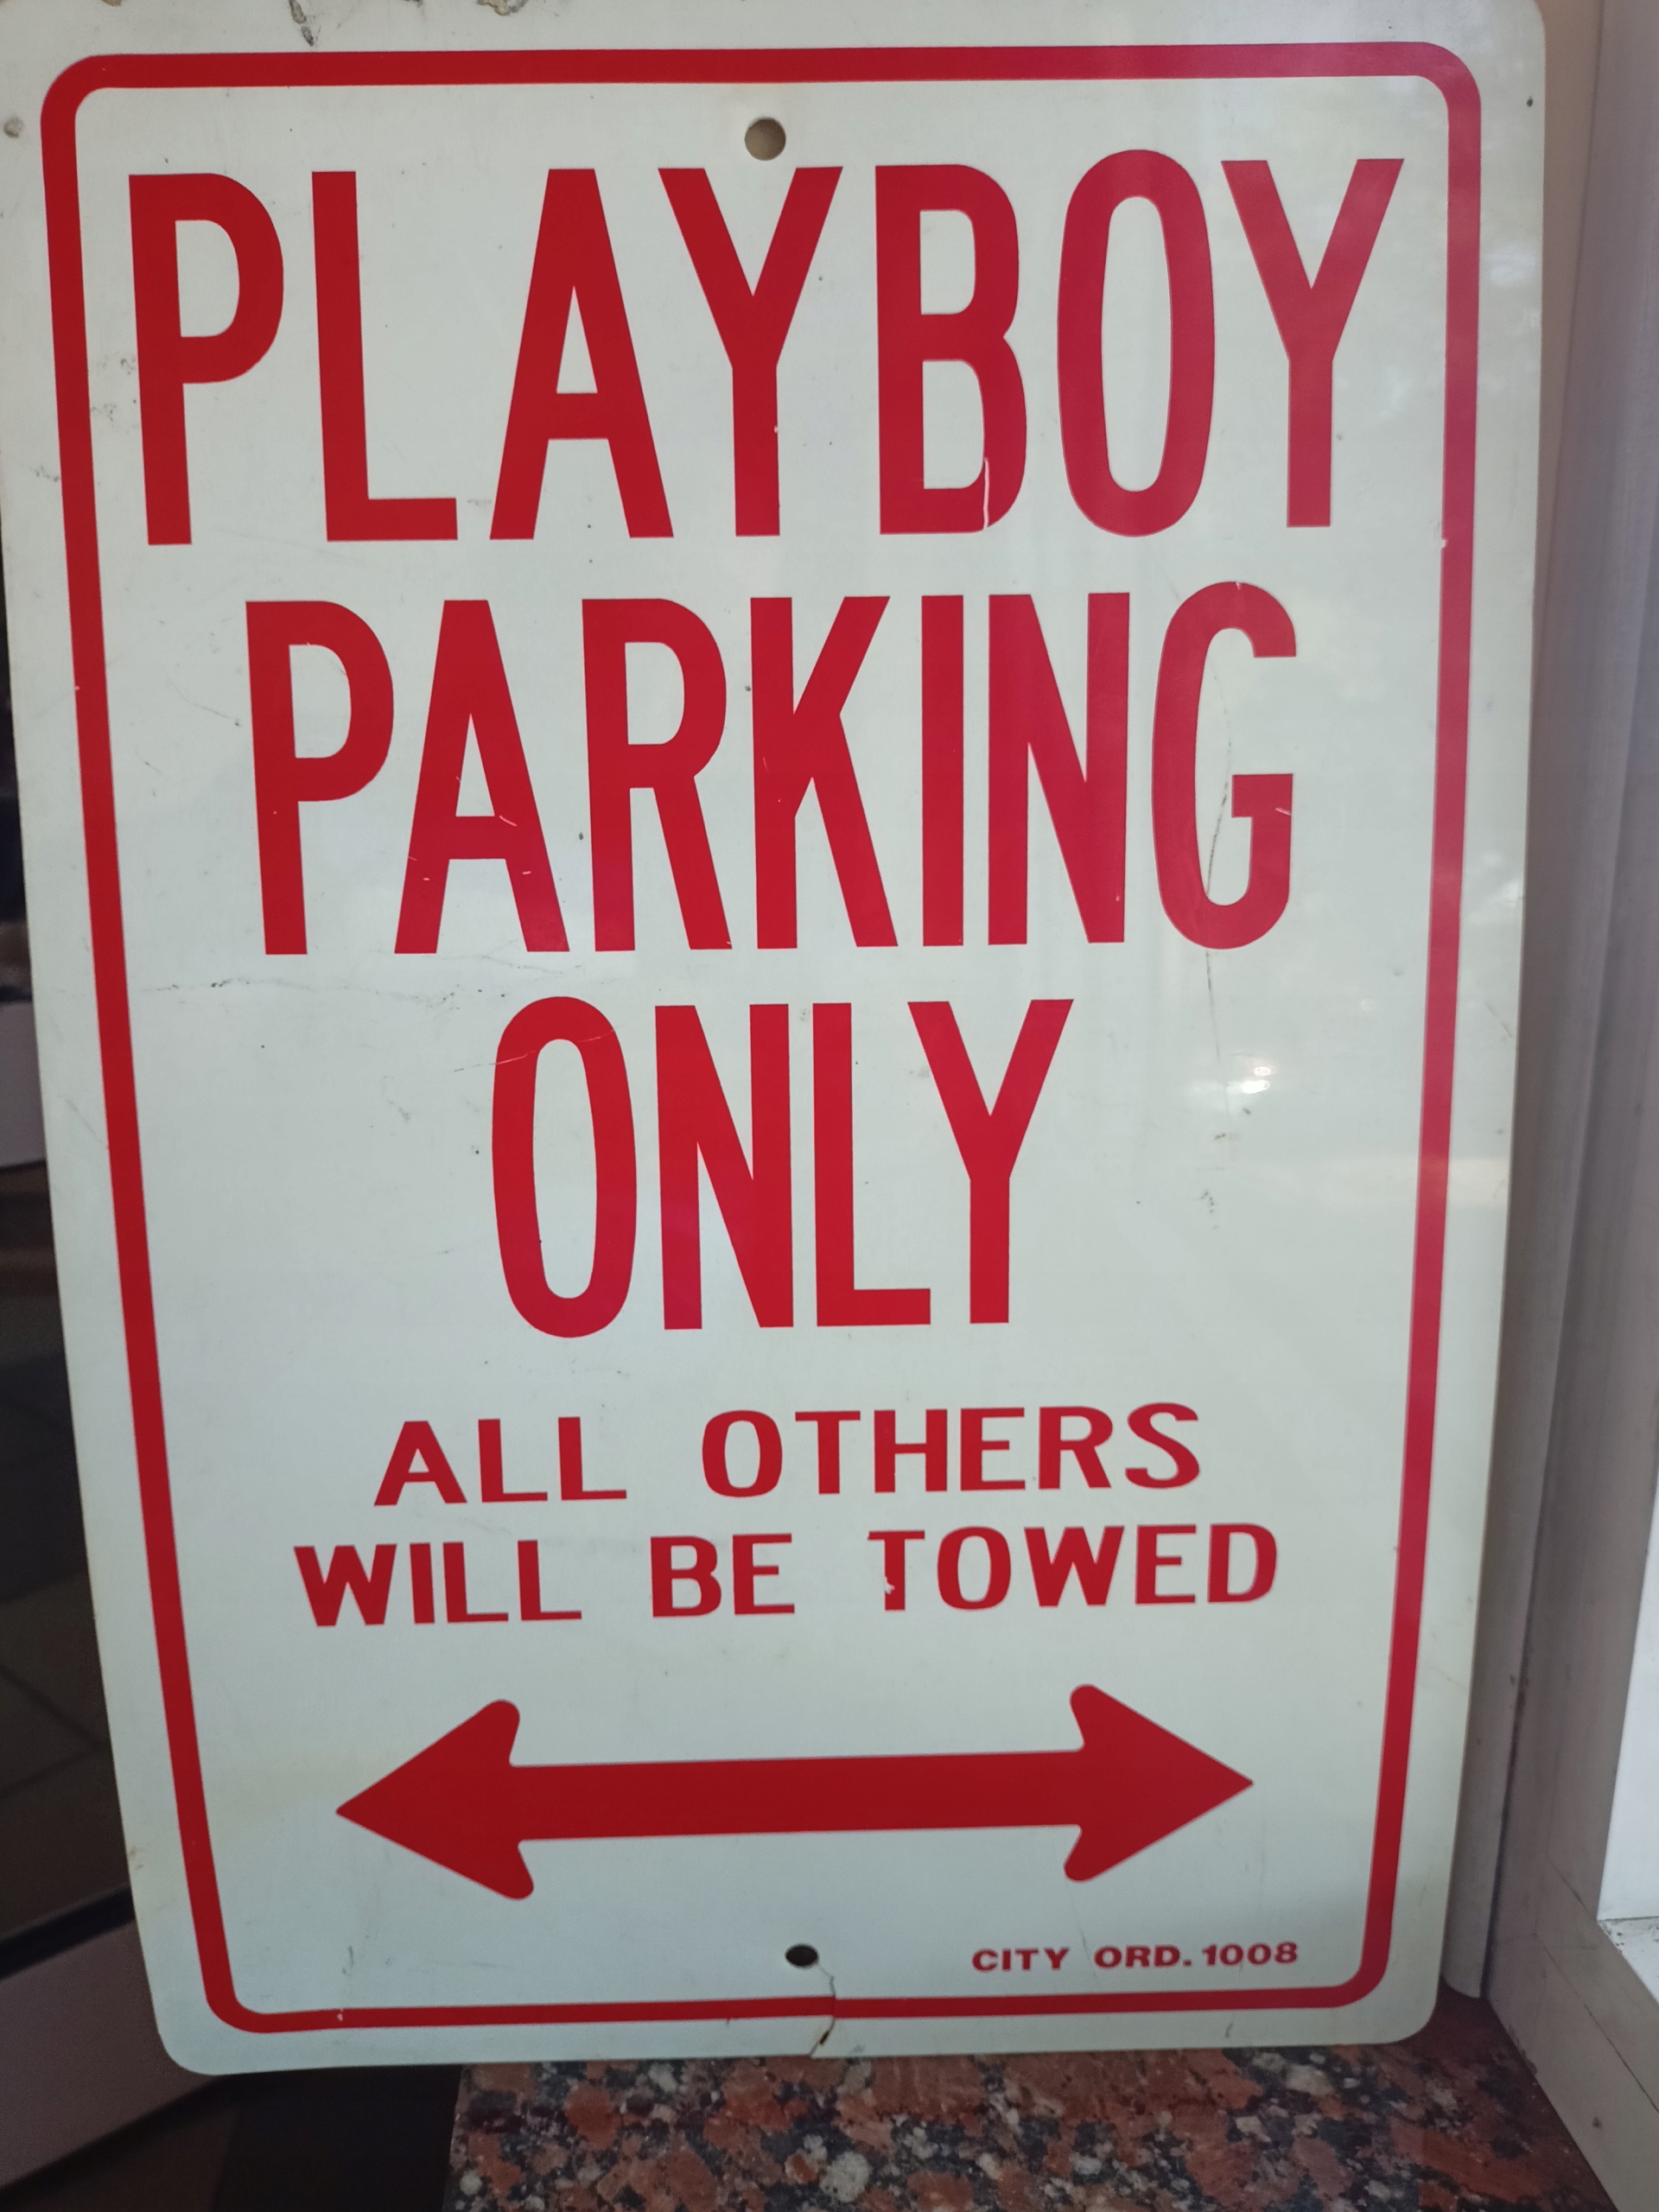 PLAYBOY
PARKING
ONLY
ALL OTHERS
WILL BE TOWED
CITY ORD. 1008